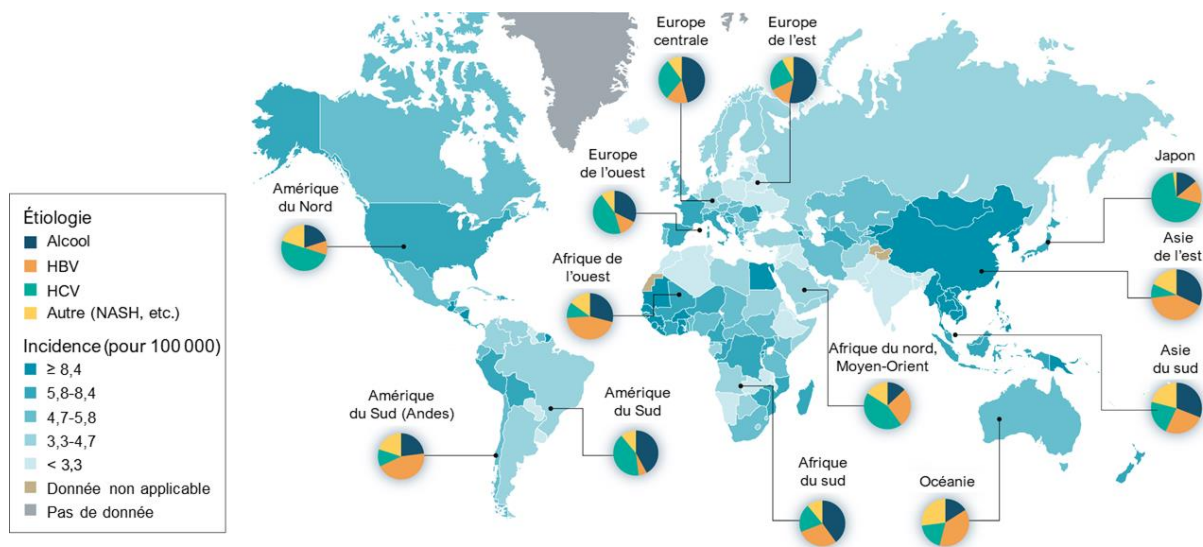 Europe
centrale
Europe
de l'est
Europe
de l'ouest
Japon
Amérique
du Nord
Étiologie
Alcool
HBV
HCV
Autre (NASH, etc.)
Incidence (pour 100 000)
≥ 8,4
5,8-8,4
4,7-5,8
3,3-4,7
< 3,3
Donnée non applicable
Pas de donnée
Afrique de
l'ouest
Asie
de l'est
Afrique du nord,
Moyen-Orient
Asie
du sud
Amérique
du Sud (Andes)
Amérique
du Sud
Afrique
du sud
Océanie